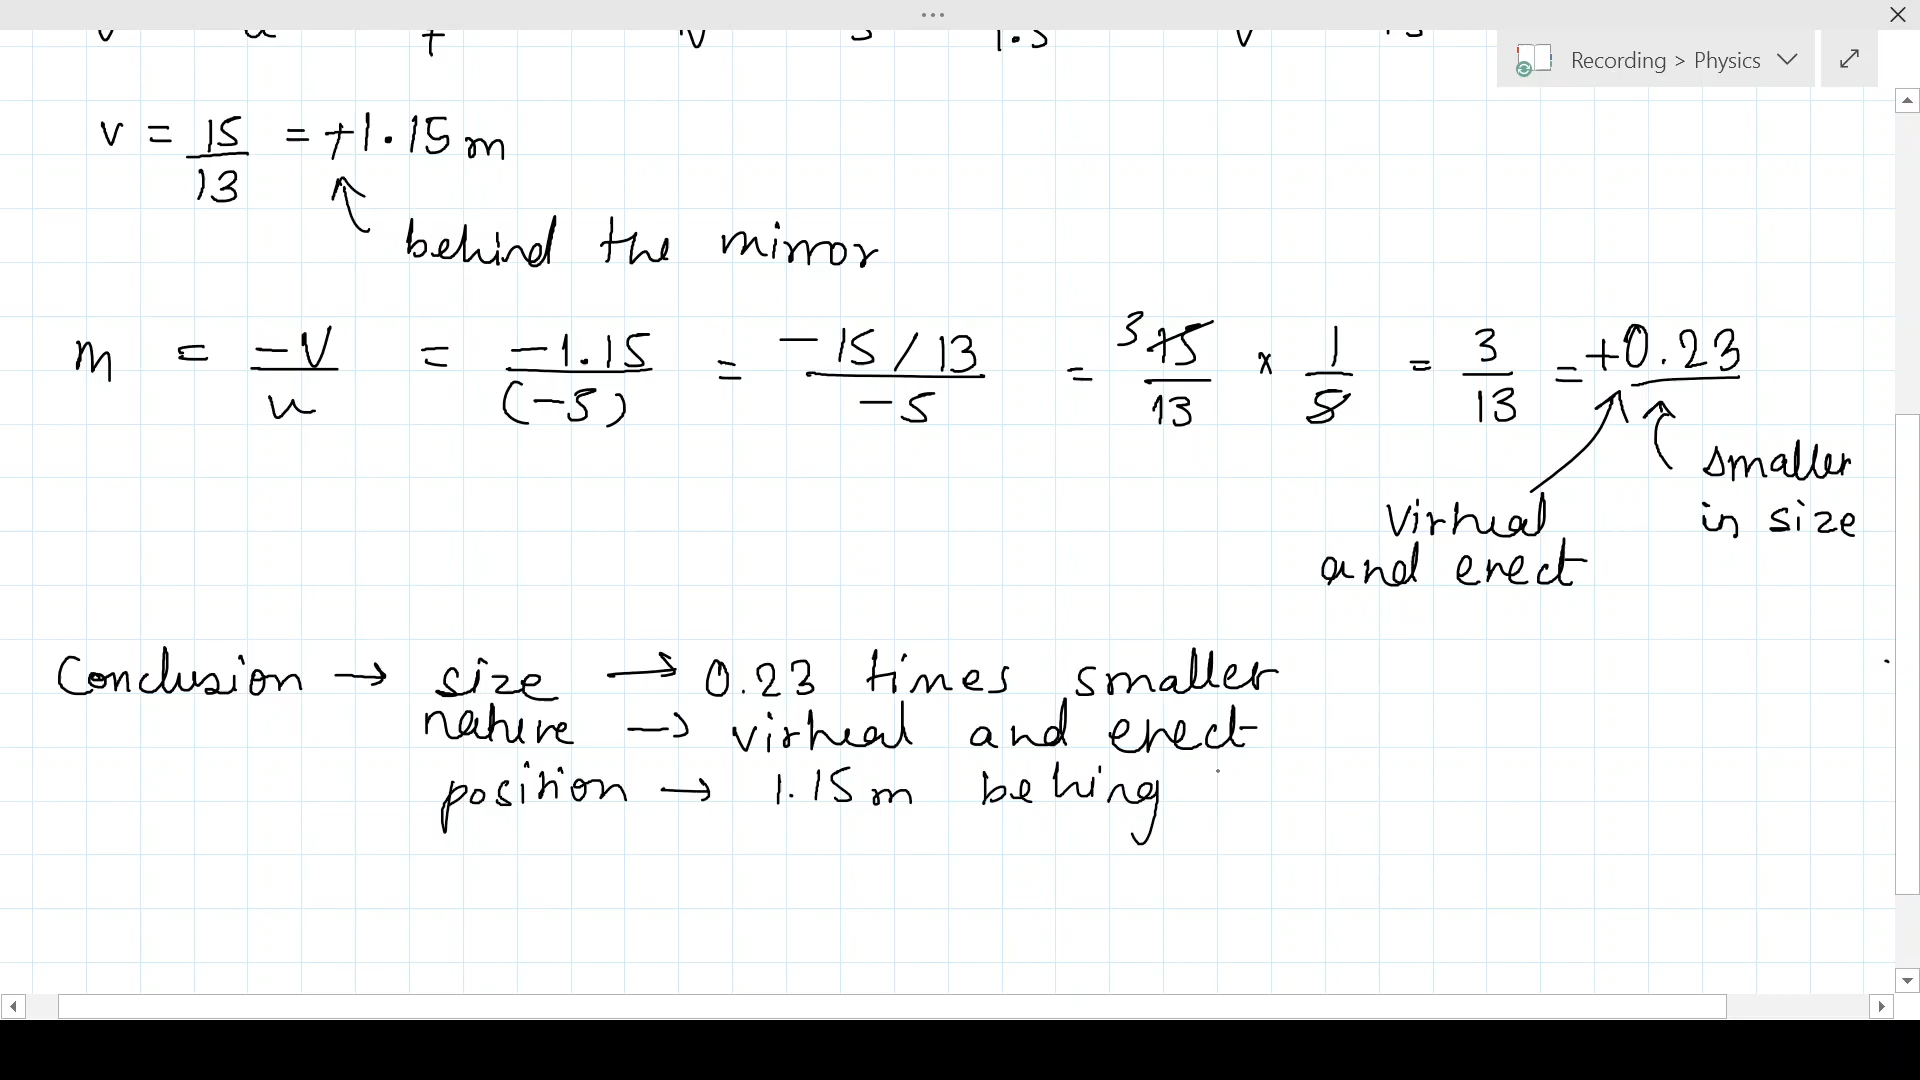 Recording > Physics
v = 15/13 = +1.15 m
behind the mirror
m = -V/u = -1.15/(-5) = -15/13/-5 = 3 15/13 x 1/5 = 3/13 = +0.23
smaller
in size
Virtual
and erect
Conclusion → size → 0.23 times smaller
nature → virtual and erect
position → 1.15 m behing